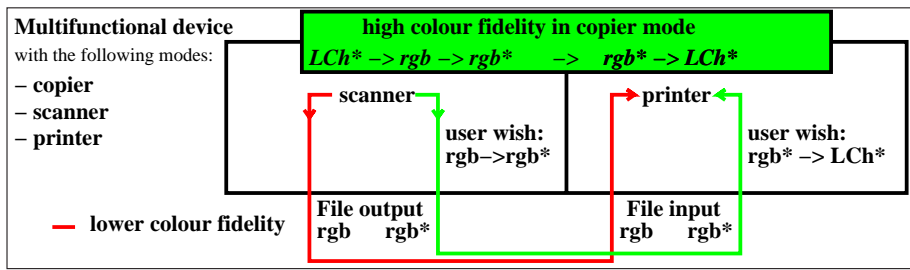 Multifunctional device
with the following modes:
– copier
– scanner
– printer
high colour fidelity in copier mode
LCh* –> rgb –> rgb* –> rgb* –> LCh*
scanner
printer
user wish:
rgb–>rgb*
user wish:
rgb* –> LCh*
lower colour fidelity
File output
rgb rgb*
File input
rgb rgb*